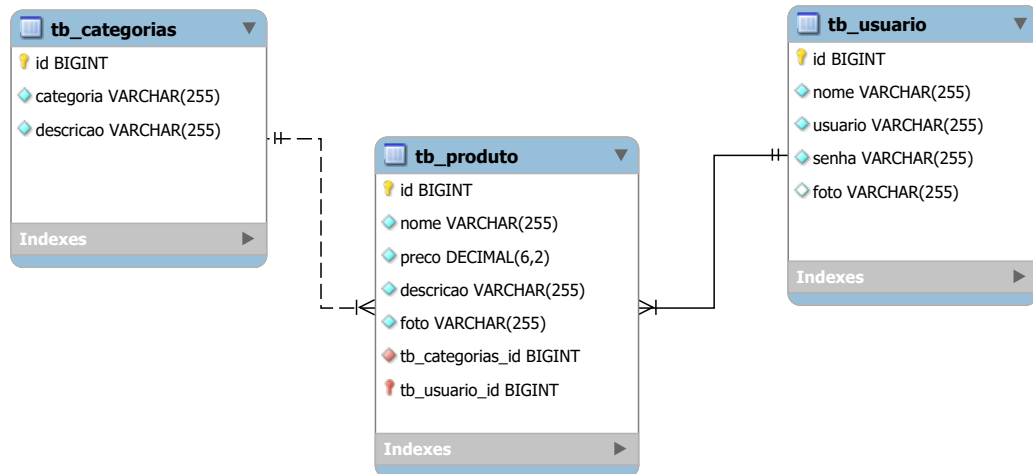 tb_categorias
id BIGINT
categoria VARCHAR(255)
descricao VARCHAR(255)
Indexes
tb_produto
id BIGINT
nome VARCHAR(255)
preco DECIMAL(6,2)
descricao VARCHAR(255)
foto VARCHAR(255)
tb_categorias_id BIGINT
tb_usuario_id BIGINT
Indexes
tb_usuario
id BIGINT
nome VARCHAR(255)
usuario VARCHAR(255)
senha VARCHAR(255)
foto VARCHAR(255)
Indexes